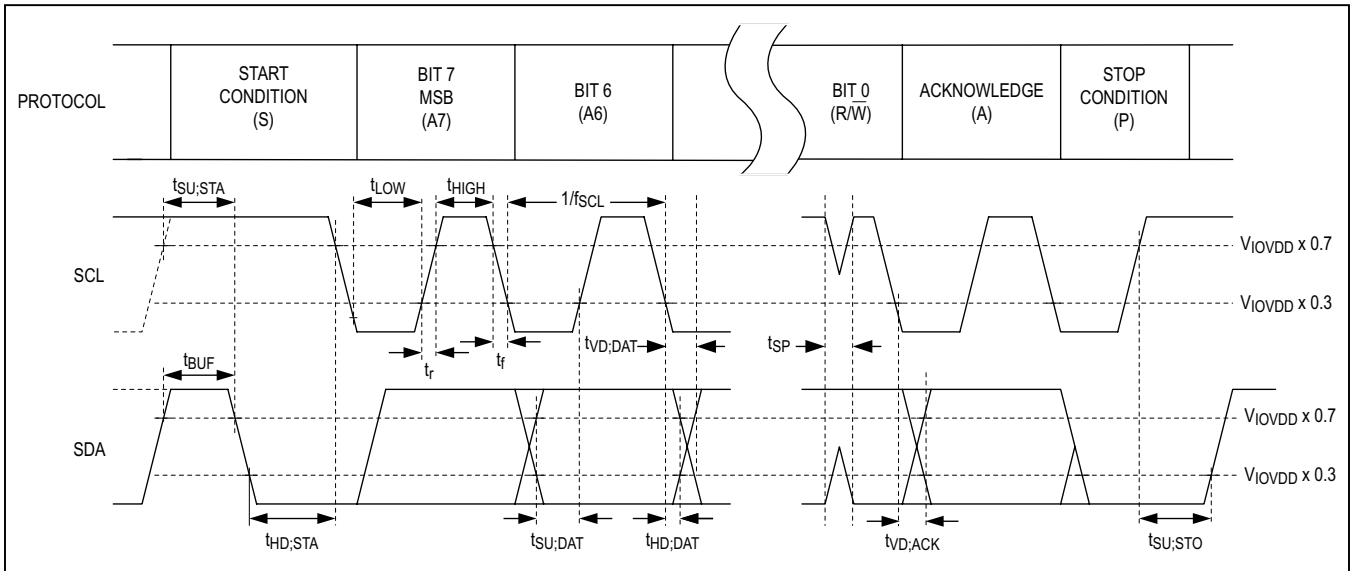 PROTOCOL
START
CONDITION
(S)
BIT 7
MSB
(A7)
BIT 6
(A6)
BIT 0
(R/W̅)
ACKNOWLEDGE
(A)
STOP
CONDITION
(P)
tSU;STA
tLOW
tHIGH
1/fSCL
SCL
VIOVDD x 0.7
VIOVDD x 0.3
tr
tf
tVD;DAT
tSP
tBUF
SDA
VIOVDD x 0.7
VIOVDD x 0.3
tHD;STA
tSU;DAT
tHD;DAT
tVD;ACK
tSU;STO